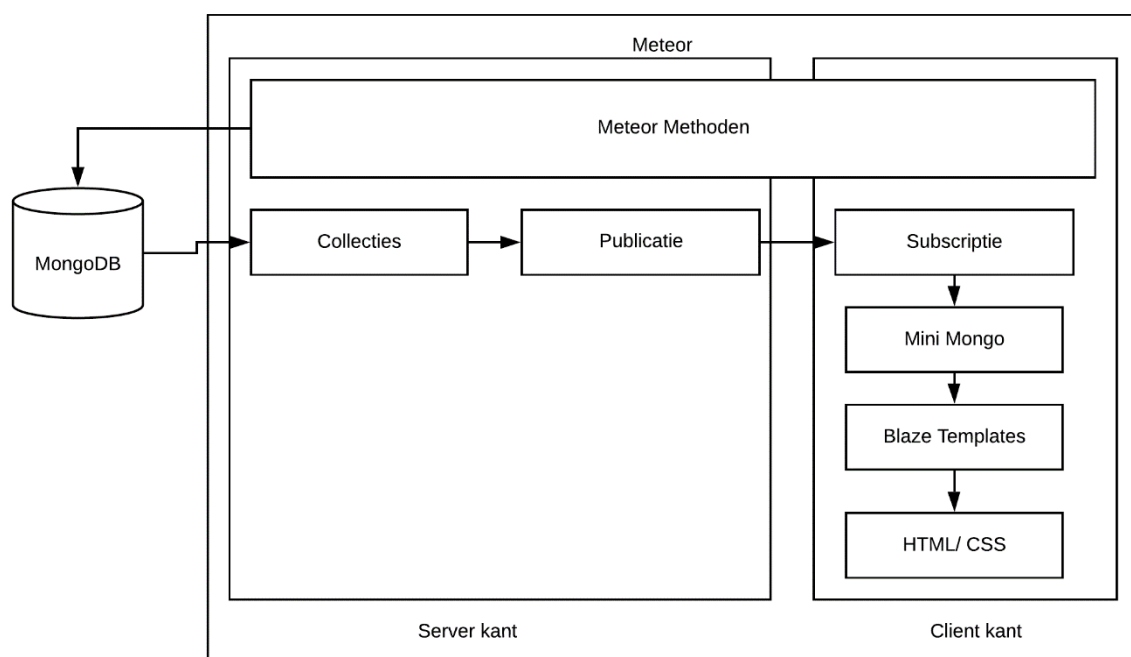 Meteor
Meteor Methoden
MongoDB
Collecties
Publicatie
Subscriptie
Mini Mongo
Blaze Templates
HTML/ CSS
Server kant
Client kant